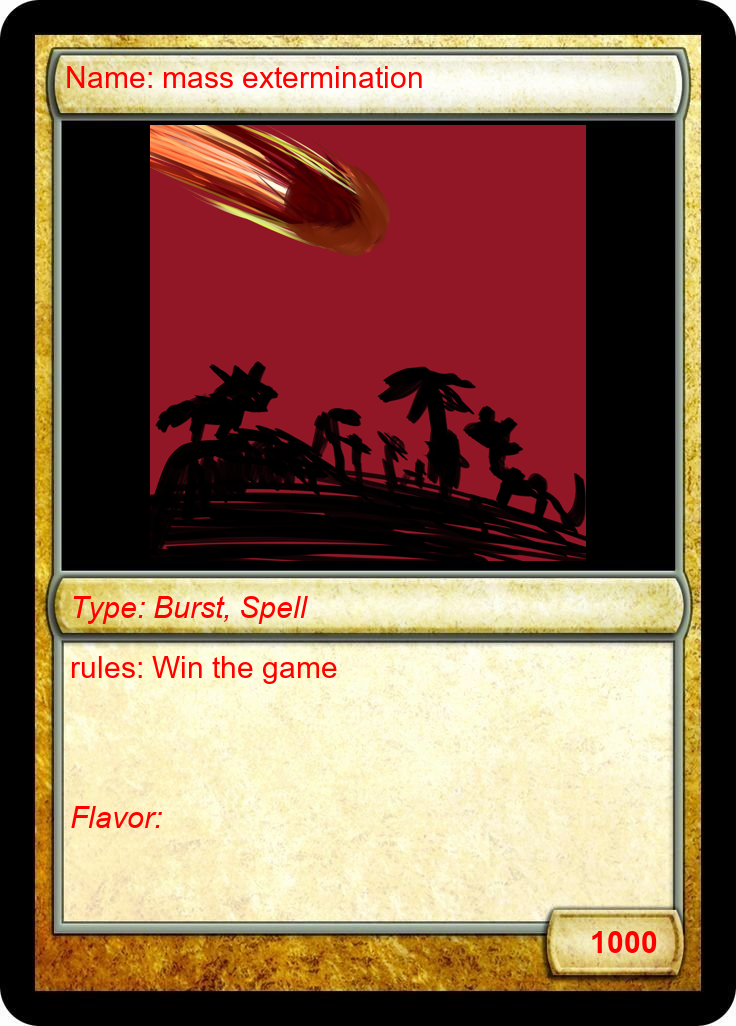 Name: mass extermination
Type: Burst, Spell
rules: Win the game
Flavor:
1000